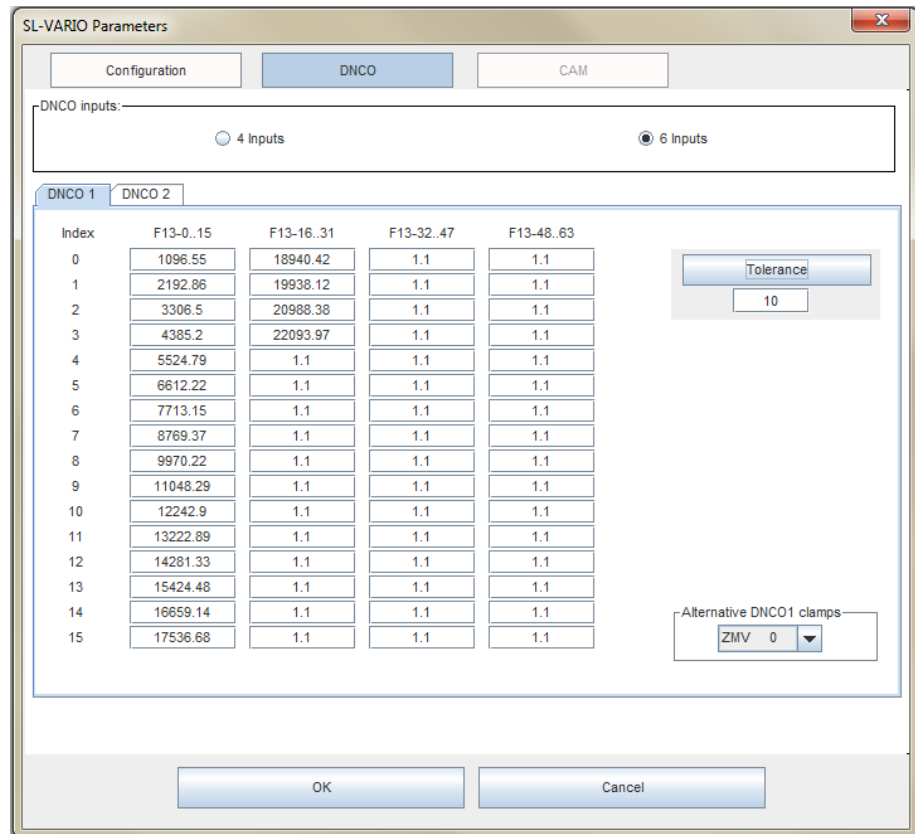 SL-VARIO Parameters
x
Configuration DNCO CAM
DNCO inputs:
4 Inputs 6 Inputs
DNCO 1 DNCO 2
Index F13-0..15 F13-16..31 F13-32..47 F13-48..63
0 1096.55 18940.42 1.1 1.1
Tolerance
1 2192.86 19938.12 1.1 1.1
10
2 3306.5 20988.38 1.1 1.1
3 4385.2 22093.97 1.1 1.1
4 5524.79 1.1 1.1 1.1
5 6612.22 1.1 1.1 1.1
6 7713.15 1.1 1.1 1.1
7 8769.37 1.1 1.1 1.1
8 9970.22 1.1 1.1 1.1
9 11048.29 1.1 1.1 1.1
10 12242.9 1.1 1.1 1.1
11 13222.89 1.1 1.1 1.1
12 14281.33 1.1 1.1 1.1
13 15424.48 1.1 1.1 1.1
14 16659.14 1.1 1.1 1.1
Alternative DNCO1 clamps
15 17536.68 1.1 1.1 1.1
ZMV 0
OK Cancel